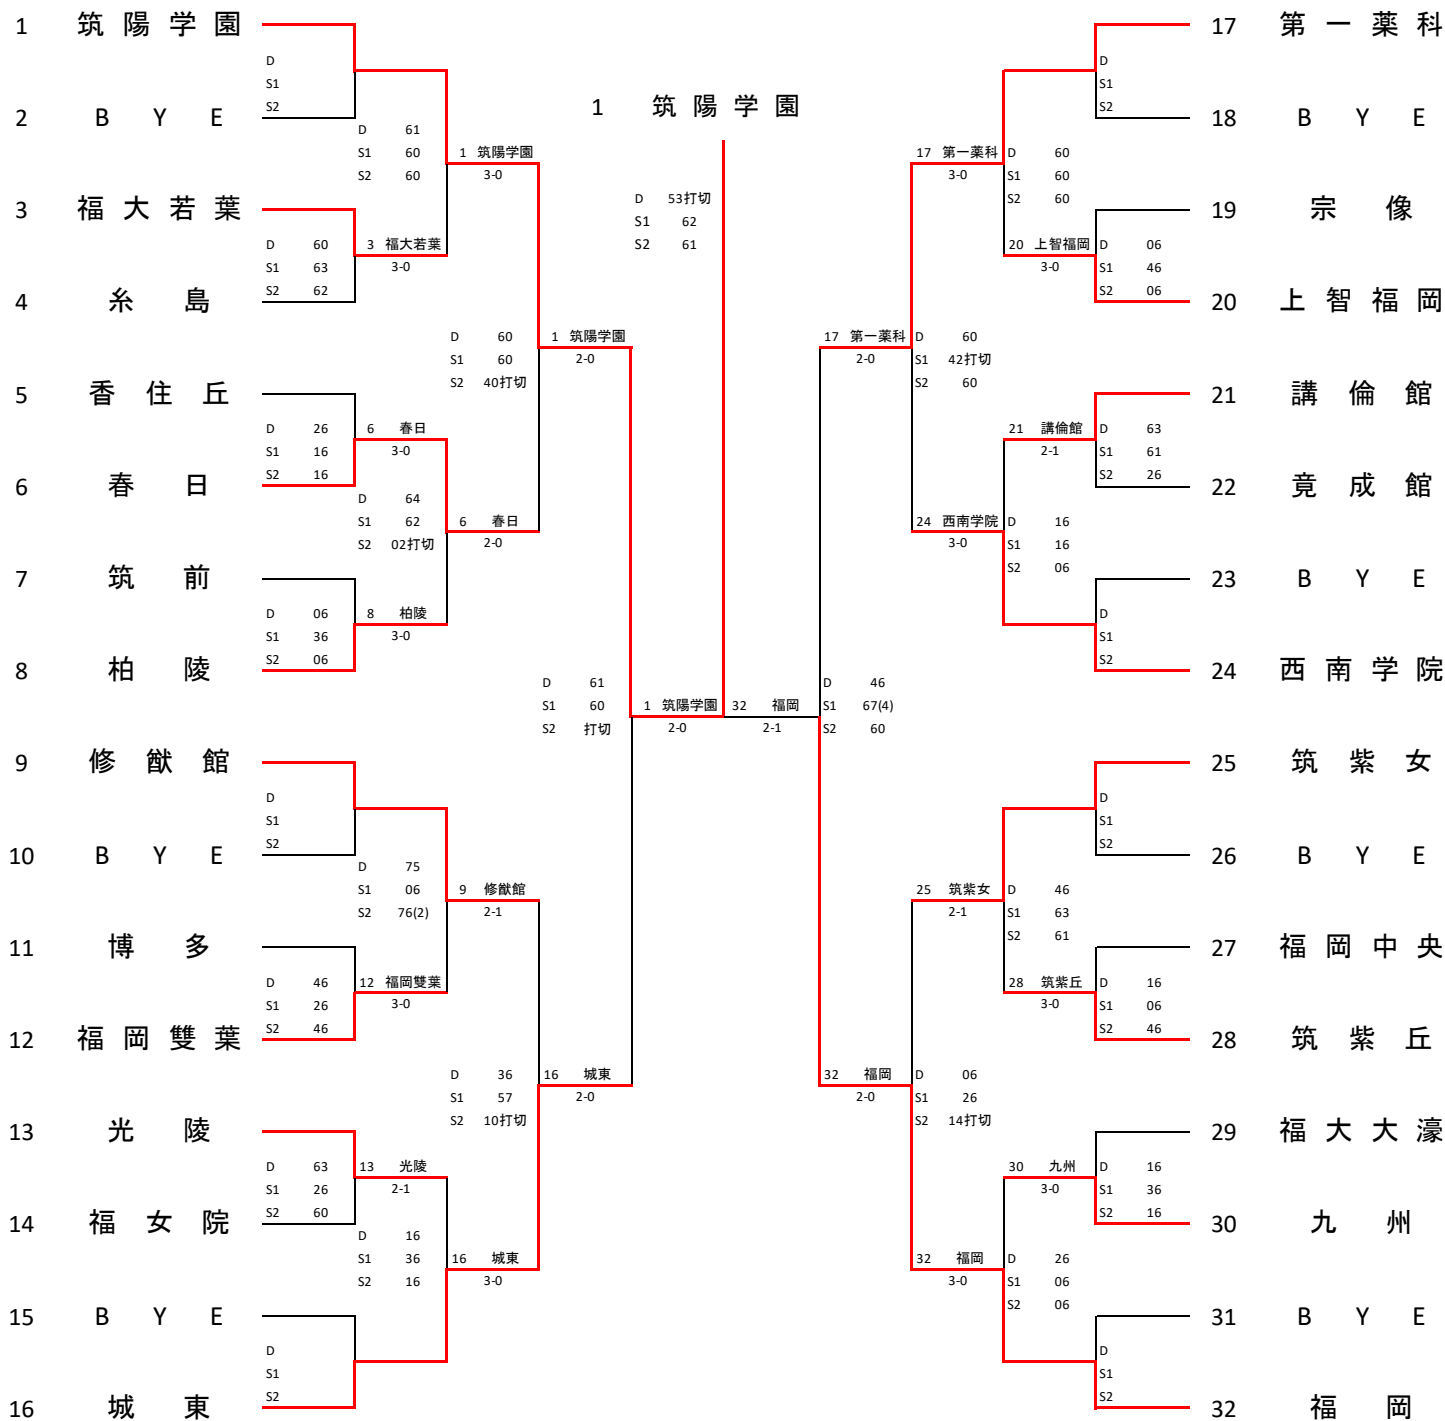 1 筑陽学園
D
S1
S2
2 BYE
D 61
S1 60
S2 60
1 筑陽学園
3-0
3 福大若葉
D 60
S1 63
S2 62
3 福大若葉
3-0
4 糸島
D 60
S1 60
S2 40打切
1 筑陽学園
2-0
5 香住丘
D 26
S1 16
S2 16
6 春日
3-0
6 春日
D 64
S1 62
S2 02打切
6 春日
2-0
7 筑前
D 06
S1 36
S2 06
8 柏陵
3-0
8 柏陵
D 61
S1 60
S2 打切
1 筑陽学園
2-0
9 修猷館
D
S1
S2
10 BYE
D 75
S1 06
S2 76(2)
9 修猷館
2-1
11 博多
D 46
S1 26
S2 46
12 福岡雙葉
3-0
12 福岡雙葉
D 36
S1 57
S2 10打切
16 城東
2-0
13 光陵
D 63
S1 26
S2 60
13 光陵
2-1
14 福女院
D 16
S1 36
S2 16
16 城東
3-0
15 BYE
D
S1
S2
16 城東
1 筑陽学園
D 53打切
S1 62
S2 61
17 第一薬科
D
S1
S2
18 BYE
17 第一薬科
3-0
D 60
S1 60
S2 60
19 宗像
20 上智福岡
3-0
D 06
S1 46
S2 06
20 上智福岡
17 第一薬科
2-0
D 60
S1 42打切
S2 60
21 講倫館
21 講倫館
2-1
D 63
S1 61
S2 26
22 竟成館
24 西南学院
3-0
D 16
S1 16
S2 06
23 BYE
D
S1
S2
24 西南学院
32 福岡
2-1
D 46
S1 67(4)
S2 60
25 筑紫女
D
S1
S2
26 BYE
25 筑紫女
2-1
D 46
S1 63
S2 61
27 福岡中央
28 筑紫丘
3-0
D 16
S1 06
S2 46
28 筑紫丘
32 福岡
2-0
D 06
S1 26
S2 14打切
29 福大大濠
30 九州
3-0
D 16
S1 36
S2 16
30 九州
32 福岡
3-0
D 26
S1 06
S2 06
31 BYE
D
S1
S2
32 福岡